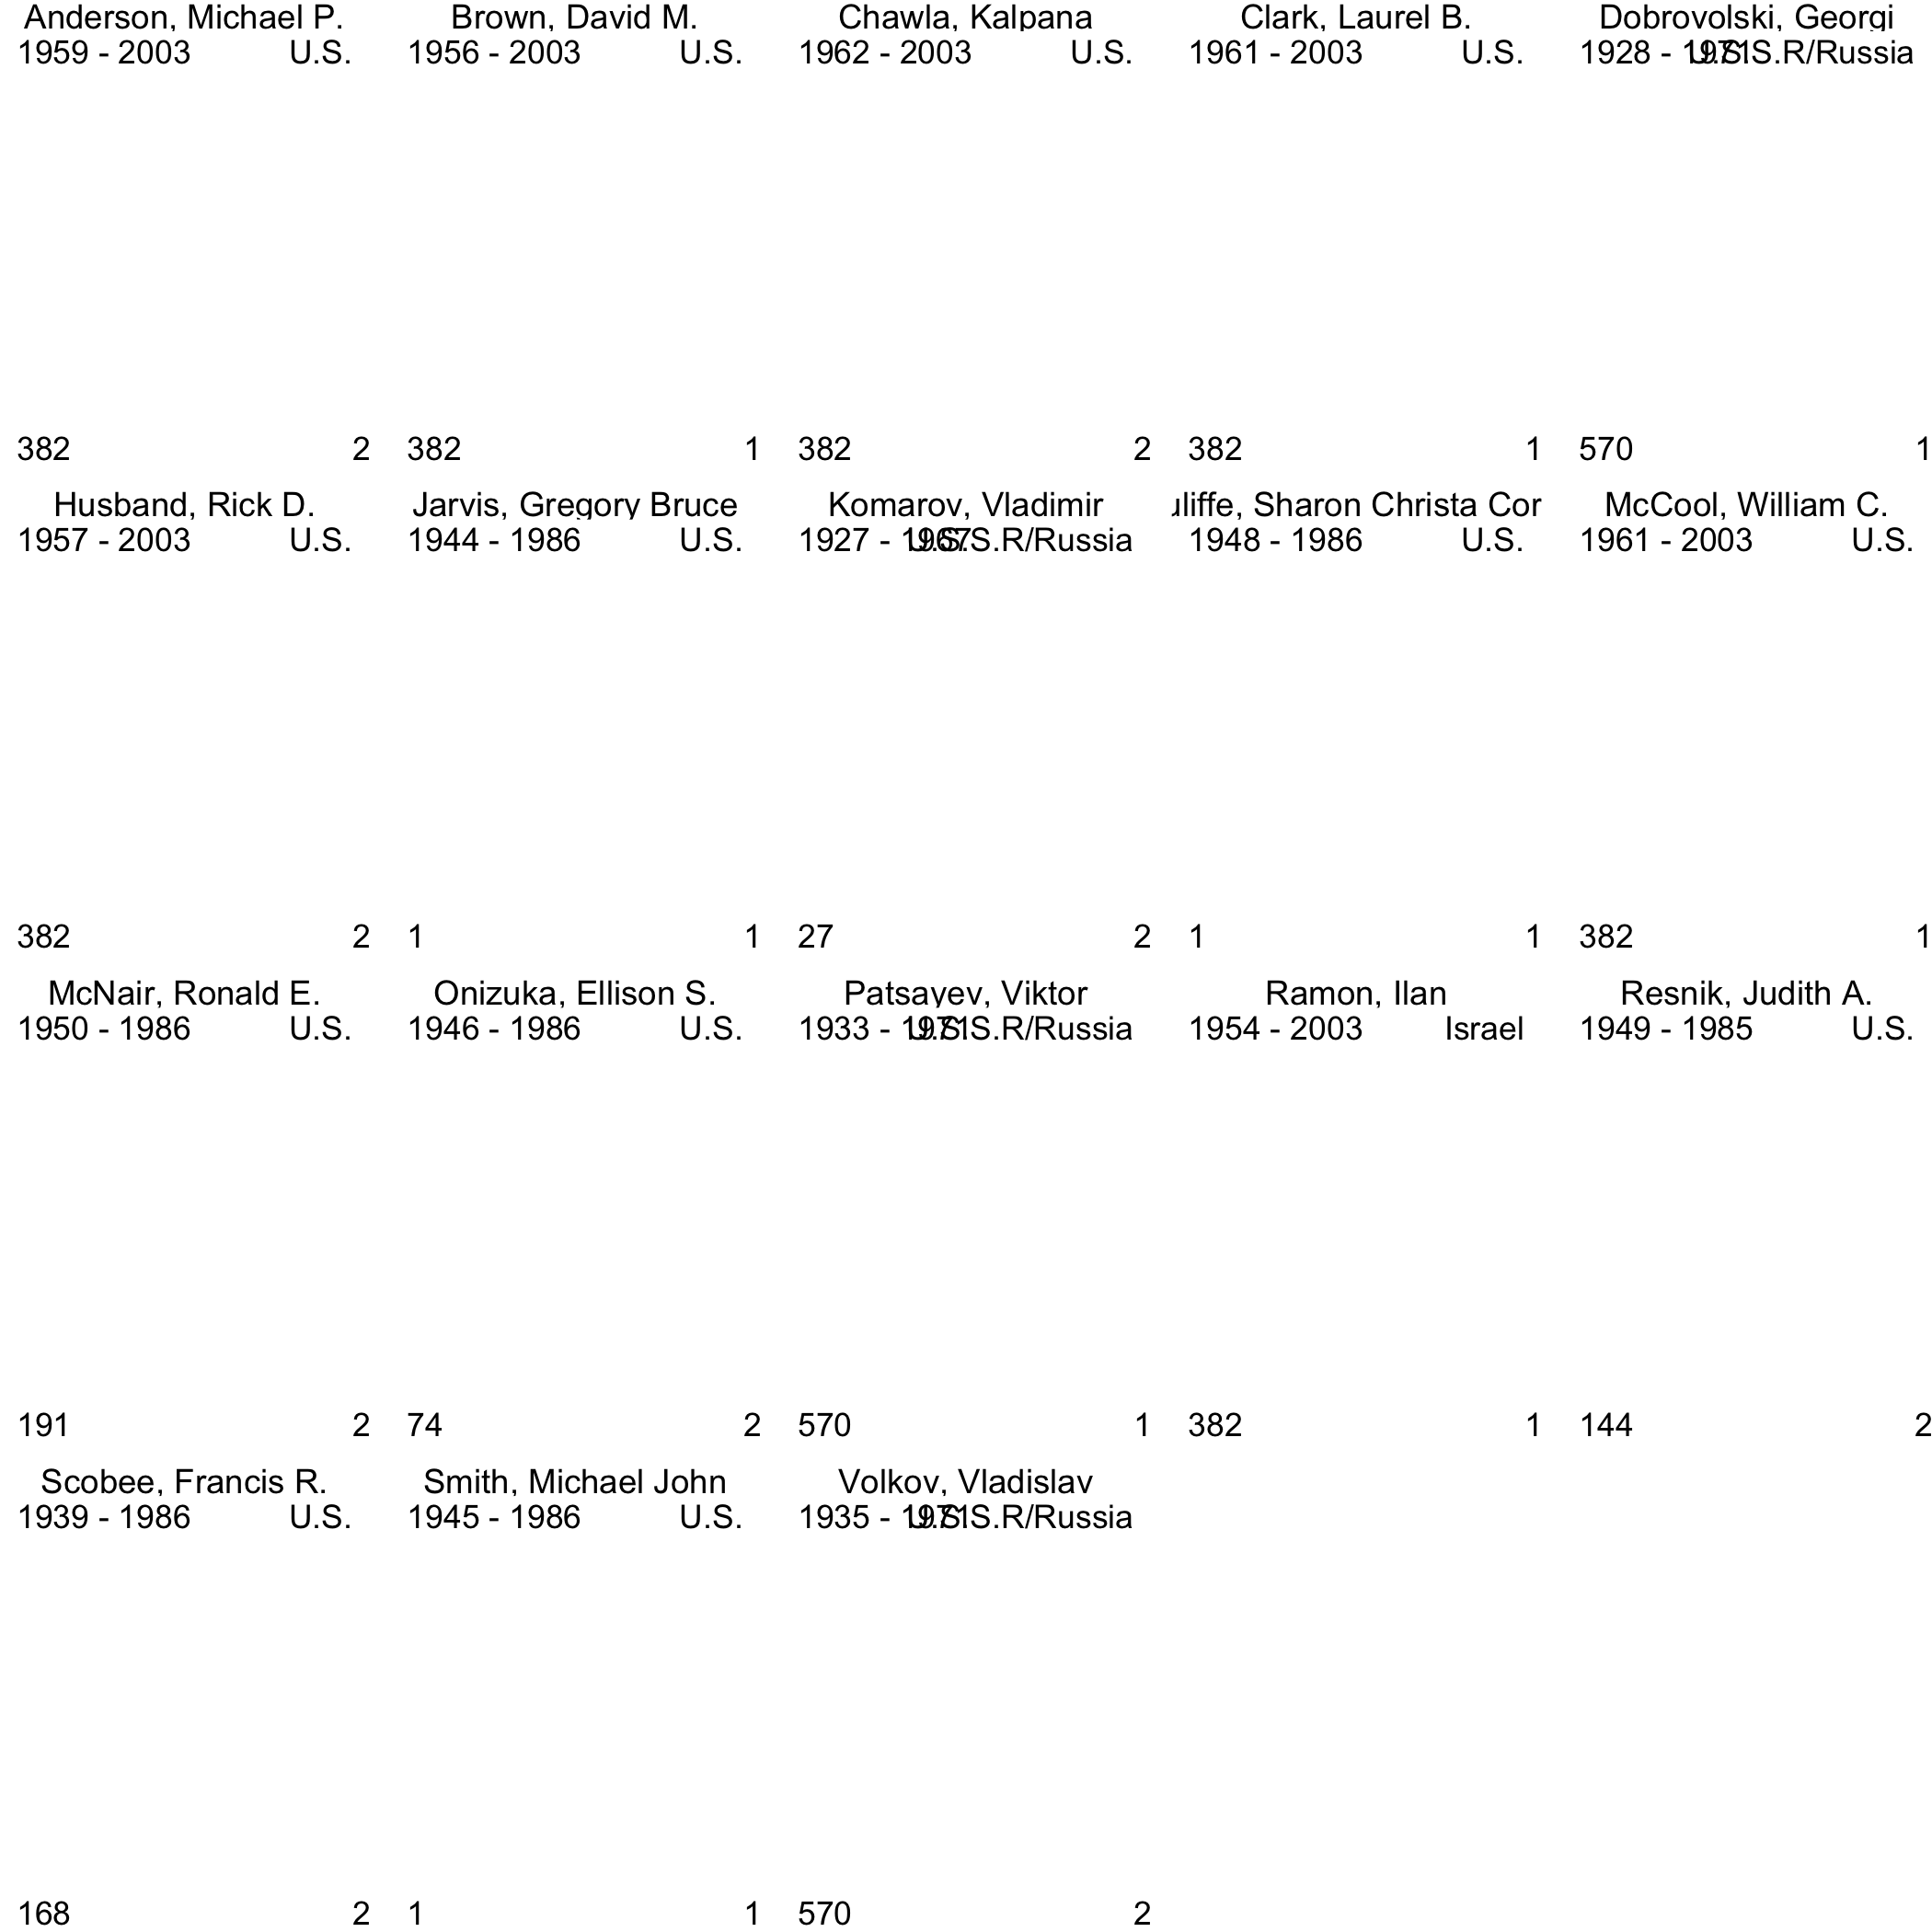 Anderson, Michael P. Brown, David M. Chawla, Kalpana Clark, Laurel B. Dobrovolski, Georgi
1959 - 2003 U.S. 1956 - 2003 U.S. 1962 - 2003 U.S. 1961 - 2003 U.S. 1928 - 1971 U.S.S.R/Russia
382 2 382 1 382 2 382 1 570 1
Husband, Rick D. Jarvis, Gregory Bruce Komarov, Vladimir uliffe, Sharon Christa Cor McCool, William C.
1957 - 2003 U.S. 1944 - 1986 U.S. 1927 - 1967 U.S.S.R/Russia 1948 - 1986 U.S. 1961 - 2003 U.S.
382 2 1 1 27 2 1 1 382 1
McNair, Ronald E. Onizuka, Ellison S. Patsayev, Viktor Ramon, Ilan Resnik, Judith A.
1950 - 1986 U.S. 1946 - 1986 U.S. 1933 - 1971 U.S.S.R/Russia 1954 - 2003 Israel 1949 - 1985 U.S.
191 2 74 2 570 1 382 1 144 2
Scobee, Francis R. Smith, Michael John Volkov, Vladislav
1939 - 1986 U.S. 1945 - 1986 U.S. 1935 - 1971 U.S.S.R/Russia
168 2 1 1 570 2